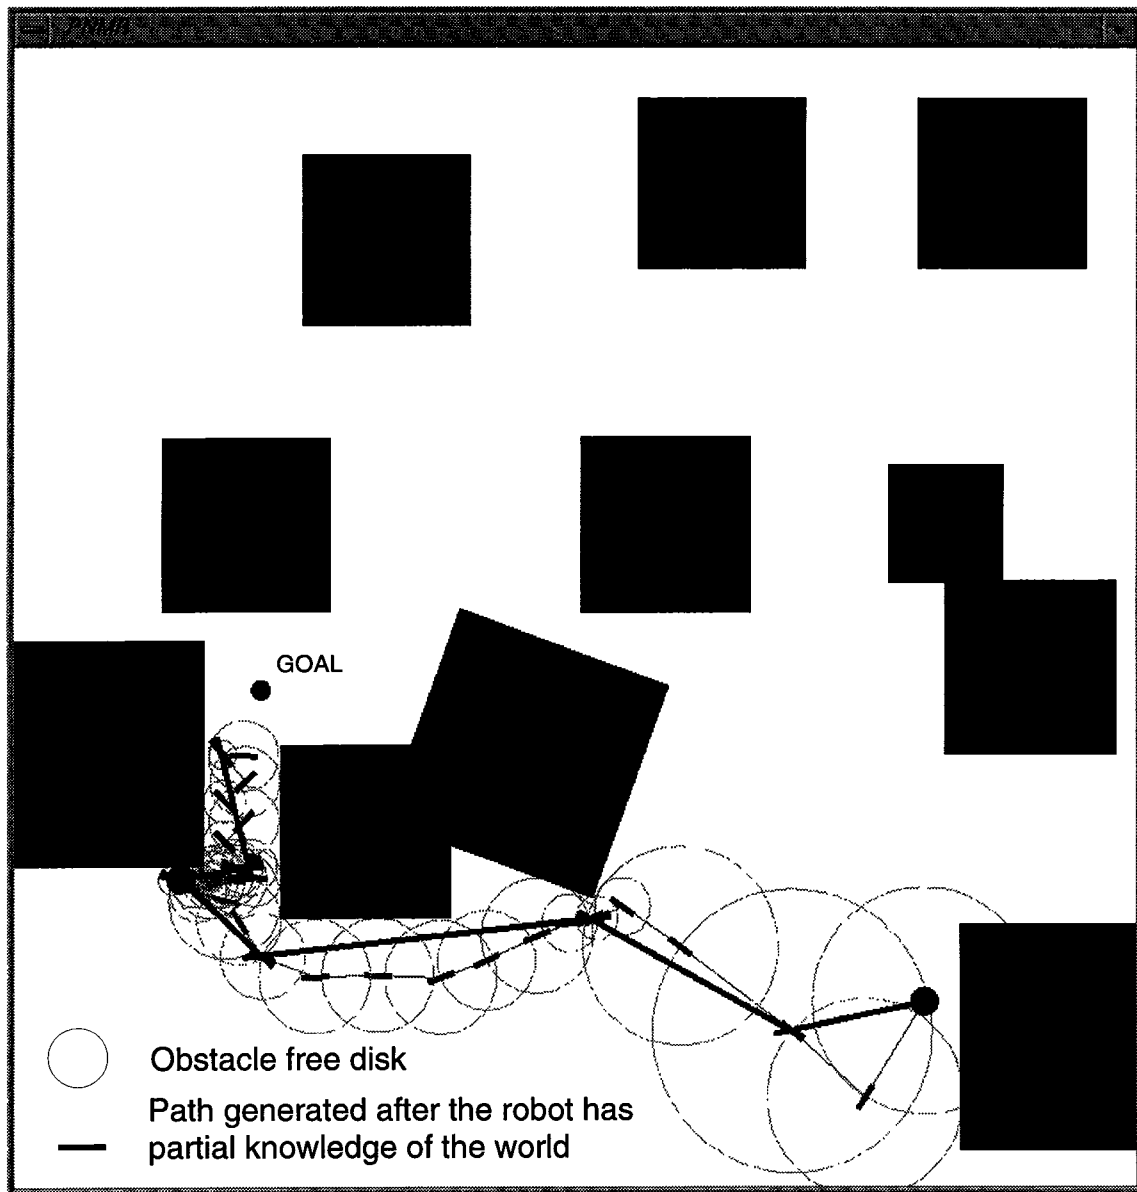 GOAL
Obstacle free disk
Path generated after the robot has
partial knowledge of the world